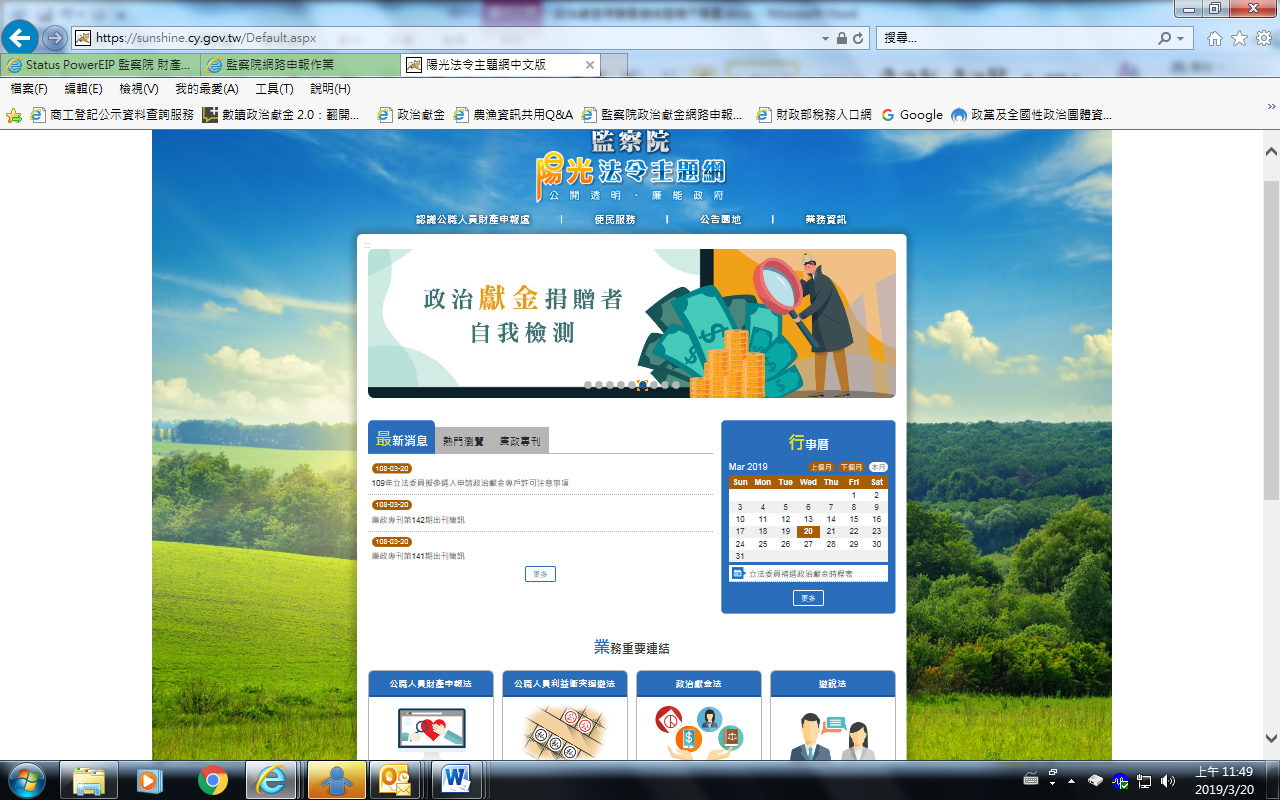 https://sunshine.cy.gov.tw/Default.aspx
搜尋...
Status PowerEIP 監察院 財產...
監察院網路申報作業
陽光法令主題網中文版
檔案(F) 編輯(E) 檢視(V) 我的最愛(A) 工具(T) 說明(H)
商工登記公示資料查詢服務
數讀政治獻金 2.0：翻開...
政治獻金
農漁資訊共用Q&A
監察院政治獻金網路申報...
財政部稅務入口網
Google
政黨及全國性政治團體資...
監察院
陽光法令主題網
公開透明．廉能政府
認識公職人員財產申報處 | 便民服務 | 公告園地 | 業務資訊
:::
政治獻金捐贈者
自我檢測
最新消息 熱門瀏覽 廉政專刊
108-03-20
109年立法委員擬參選人申請政治獻金專戶許可注意事項
108-03-20
廉政專刊第142期出刊簡訊
108-03-20
廉政專刊第141期出刊簡訊
更多
行事曆
Mar 2019 上個月 下個月 本月
Sun Mon Tue Wed Thu Fri Sat
1 2
3 4 5 6 7 8 9
10 11 12 13 14 15 16
17 18 19 20 21 22 23
24 25 26 27 28 29 30
31
立法委員補選政治獻金時程表
更多
業務重要連結
公職人員財產申報法
公職人員利益衝突迴避法
政治獻金法
遊說法
上午 11:49
2019/3/20